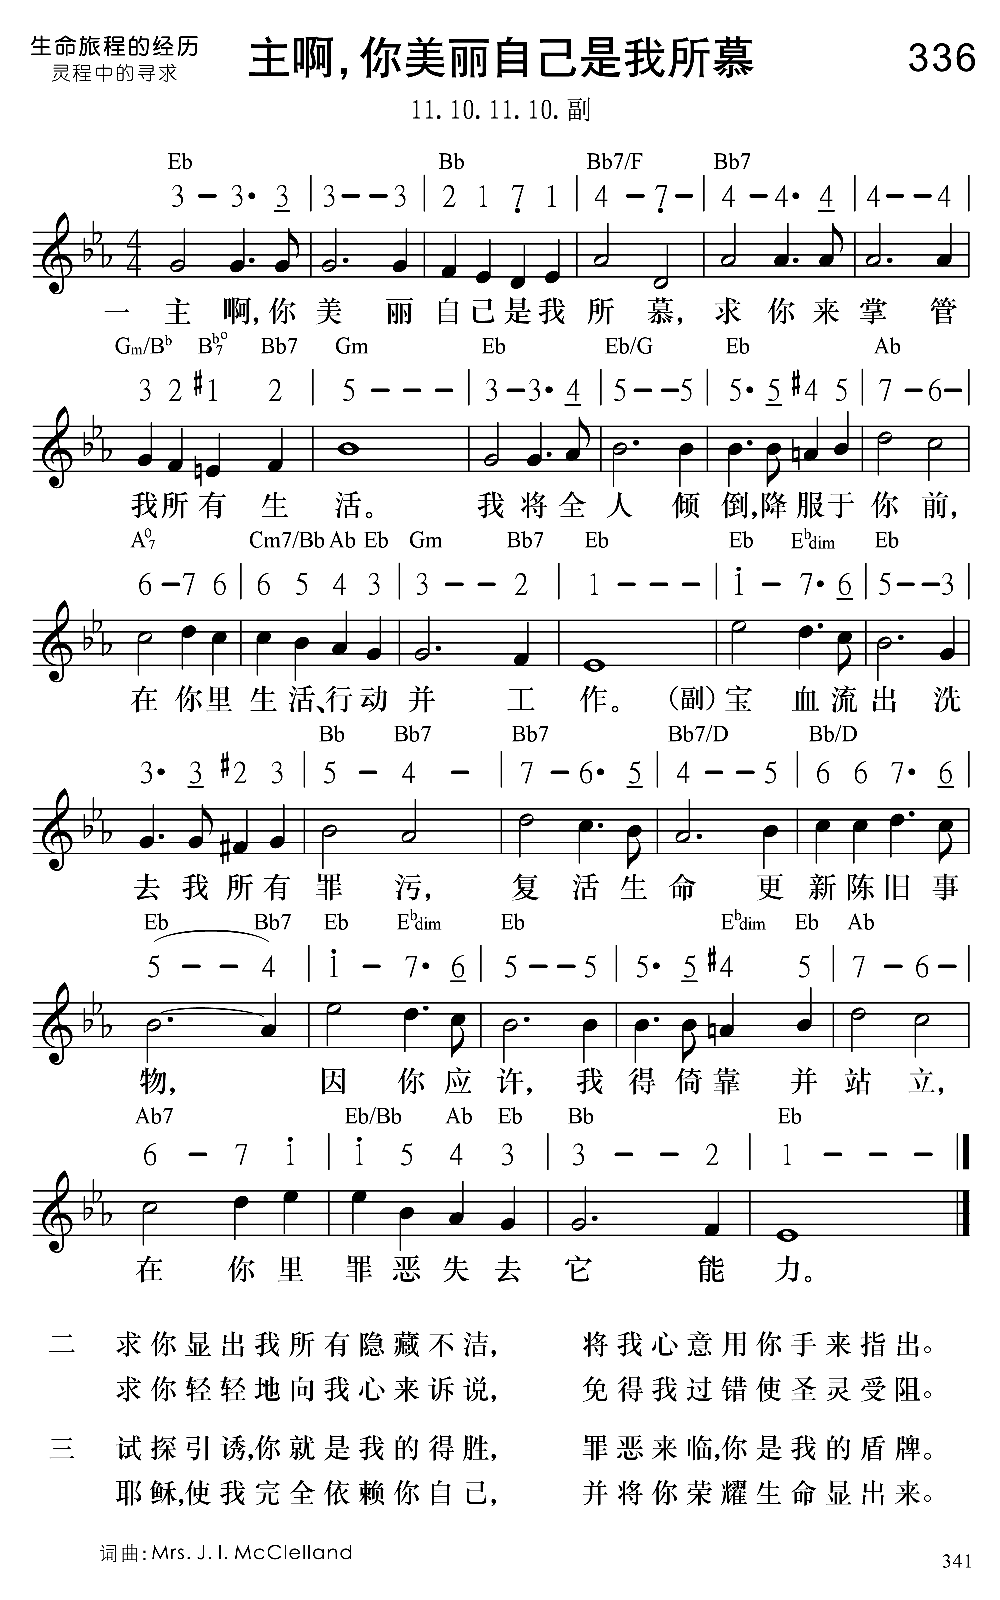 生命旅程的经历
灵程中的寻求
主啊,你美丽自己是我所慕
336
11.10.11.10.副
Eb Bb Bb7/F Bb7
3 – 3· 3 | 3 – – 3 | 2 1 7 1 | 4 – 7 – | 4 – 4· 4 | 4 – – 4 |
一 主 啊,你 美 丽 自己是我 所 慕, 求 你 来 掌 管
Gm/Bb Bb7o Bb7 Gm Eb Eb/G Eb Ab
3 2 #1 2 | 5 – – – | 3 – 3· 4 | 5 – – 5 | 5· 5 #4 5 | 7 – 6 – |
我所有 生 活。 我 将 全 人 倾 倒,降服于 你 前,
Ao7 Cm7/Bb Ab Eb Gm Bb7 Eb Eb Ebdim Eb
6 – 7 6 | 6 5 4 3 | 3 – – 2 | 1 – – – | 1 – 7· 6 | 5 – – 3 |
在 你里 生 活、行动 并 工 作。 (副)宝 血流 出 洗
Bb Bb7 Bb7 Bb7/D Bb/D
3· 3 #2 3 | 5 – 4 – | 7 – 6· 5 | 4 – – 5 | 6 6 7· 6 |
去 我 所有 罪 污, 复 活 生 命 更 新陈旧 事
Eb Bb7 Eb Ebdim Eb Ebdim Eb Ab
5 – – 4 | 1 – 7· 6 | 5 – – 5 | 5· 5 #4 5 | 7 – 6 – |
物, 因 你 应 许, 我 得 倚靠 并 站 立,
Ab7 Eb/Bb Ab Eb Bb Eb
6 – 7 1 | 1 5 4 3 | 3 – – 2 | 1 – – – ‖
在 你 里 罪 恶 失 去 它 能 力。
二 求你显出我所有隐藏不洁, 将我心意用你手来指出。
求你轻轻地向我心来诉说, 免得我过错使圣灵受阻。
三 试探引诱,你就是我的得胜, 罪恶来临,你是我的盾牌。
耶稣,使我完全依赖你自己, 并将你荣耀生命显出来。
词曲: Mrs. J. I. McClelland
341